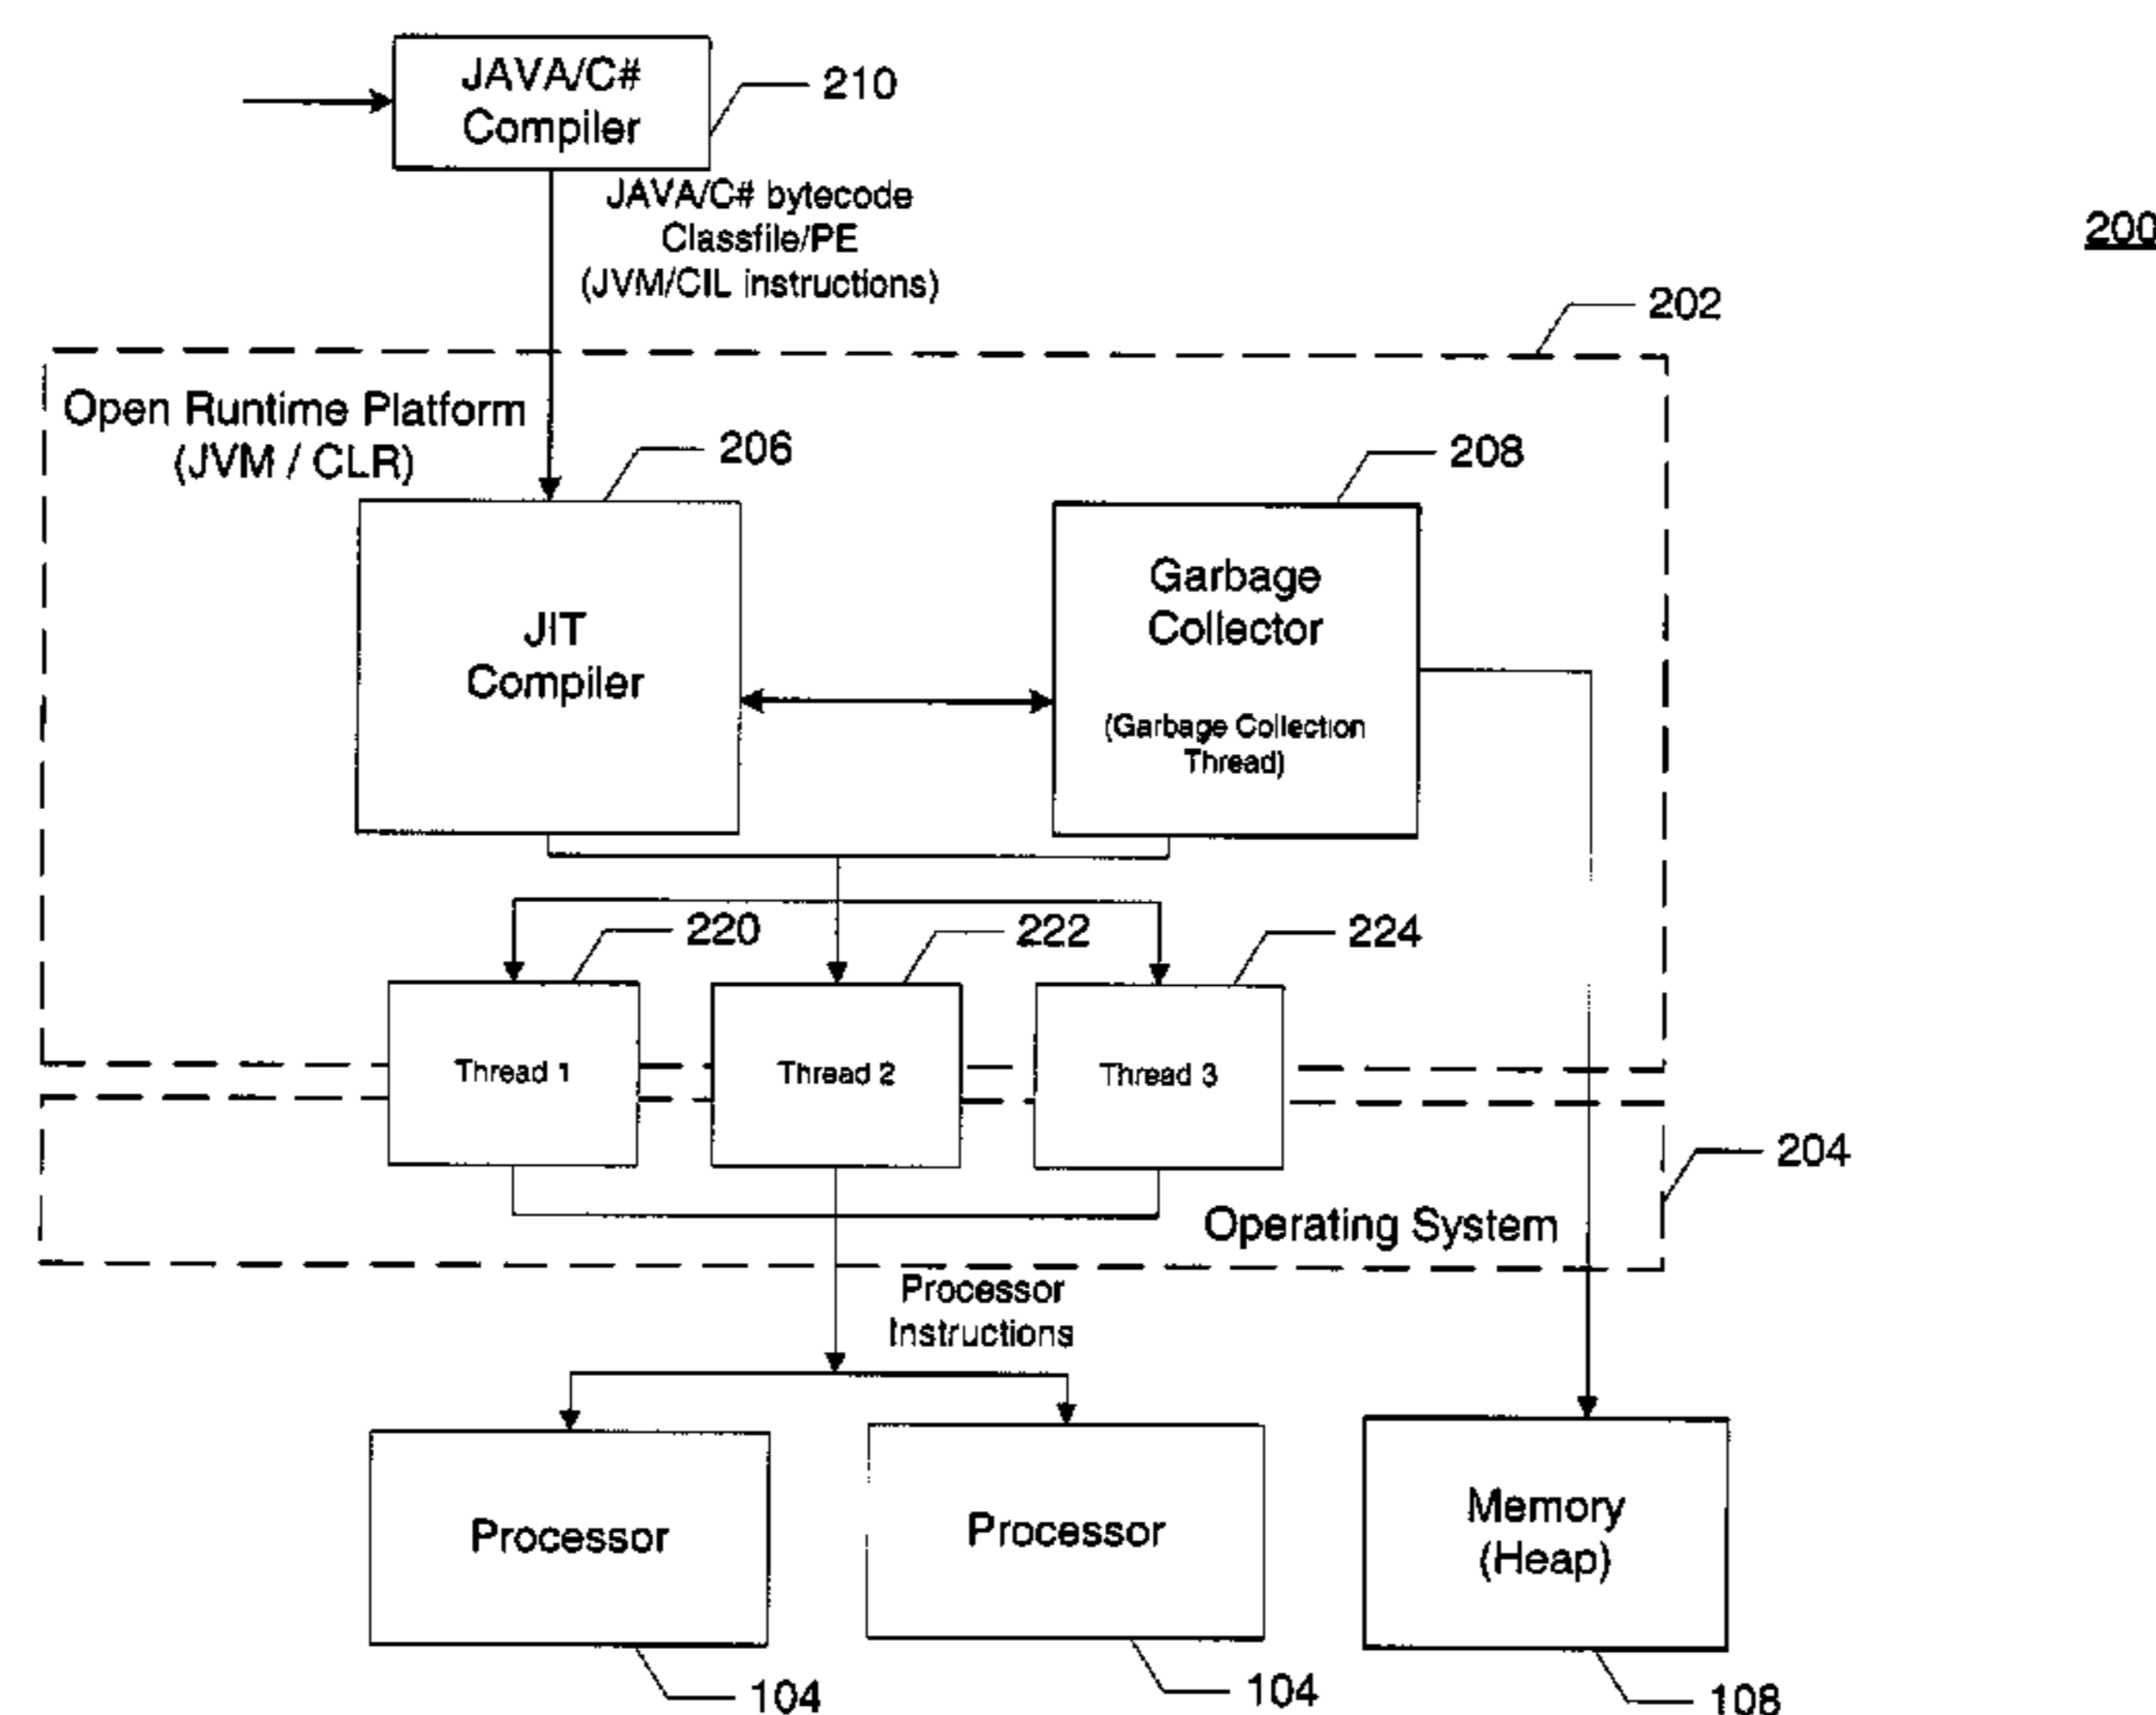 JAVA/C#
Compiler
210
JAVA/C# bytecode
Classfile/PE
(JVM/CIL instructions)
200
202
Open Runtime Platform
(JVM / CLR)
206
208
JIT
Compiler
Garbage
Collector
(Garbage Collection
Thread)
220
222
224
Thread 1
Thread 2
Thread 3
204
Operating System
Processor
Instructions
Processor
Processor
Memory
(Heap)
104
104
108